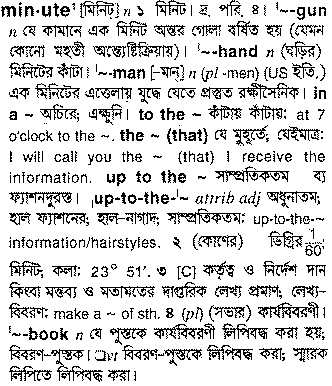 min·ute¹ [মিনিট্] n ১ মিনিট। দ্র. পরি. ৪। ˈ~-gun
n যে কামানে এক মিনিট অন্তর গোলা বর্ষিত হয় (যেমন
কোনো মহতী অন্ত্যেষ্টিক্রিয়ায়)। ˈ~-hand n (ঘড়ির)
মিনিটের কাঁটা। ˈ~-man [-মান্] n (pl -men) (US ইতি.)
এক মিনিটের এত্তেলায় যুদ্ধে যেতে প্রস্তুত রক্ষীসৈনিক। in
a ~ অচিরে; এক্ষুনি। to the ~ কাঁটায় কাঁটায়: at 7
o'clock to the ~. the ~ (that) যে মুহূর্তে, যেইমাত্র:
I will call you the ~ (that) I receive the
information. up to the ~ সাম্প্রতিকতম ব্য
ফ্যাশনদুরস্ত। ˌup-to-the-ˈ~ attrib adj অধুনাতম;
হাল ফ্যাশনের; হাল-নাগাদ; সাম্প্রতিকতম: up-to-the-~
information/hairstyles. ২ (কোণের) ডিগ্রির 1/60;
মিনিট; কলা: 23° 51′. ৩ [C] কর্তৃত্ব ও নির্দেশ দান
কিংবা মন্তব্য ও মতামতের দাপ্তরিক লেখ্য প্রমাণ; লেখ্য-
বিবরণ: make a ~ of sth. ৪ (pl) (সভার) কার্যবিবরণী।
ˈ~-book n যে পুস্তকে কার্যবিবরণী লিপিবদ্ধ করা হয়;
বিবরণ-পুস্তক। □vt বিবরণ-পুস্তকে লিপিবদ্ধ করা; স্মারক
লিপিতে লিপিবদ্ধ করা।